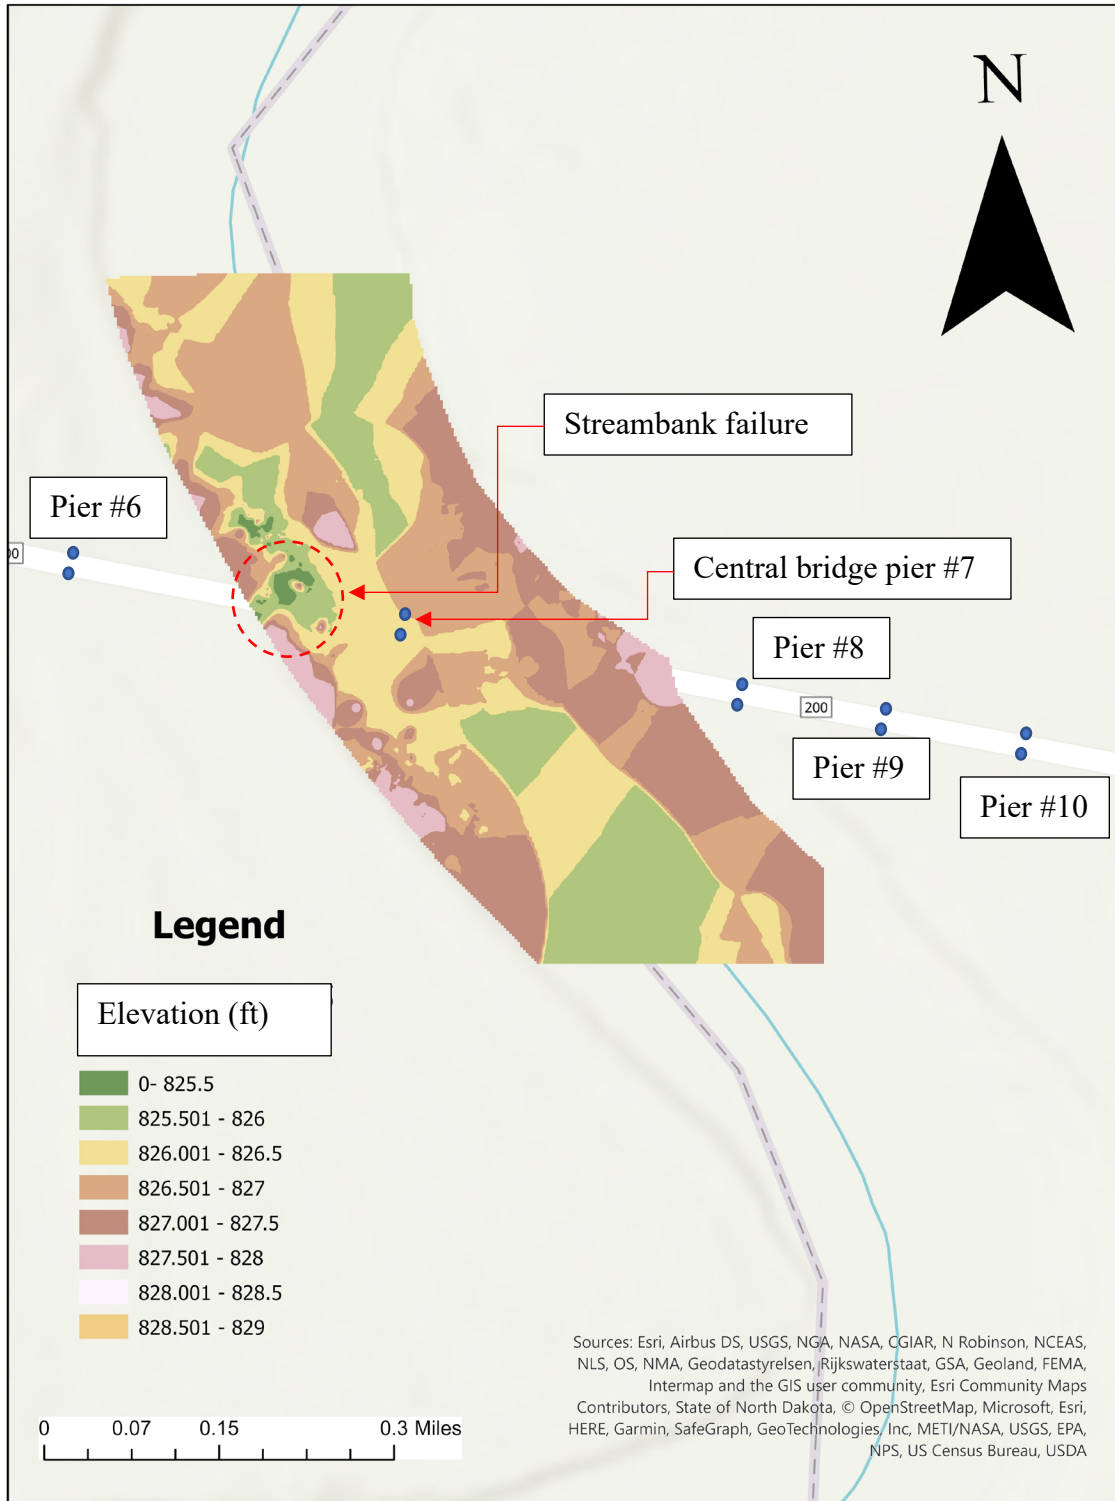 N
Streambank failure
Pier #6
00
Central bridge pier #7
Pier #8
200
Pier #9
Pier #10
Legend
Elevation (ft)
0- 825.5
825.501 - 826
826.001 - 826.5
826.501 - 827
827.001 - 827.5
827.501 - 828
828.001 - 828.5
828.501 - 829
0 0.07 0.15 0.3 Miles
Sources: Esri, Airbus DS, USGS, NGA, NASA, CGIAR, N Robinson, NCEAS,
NLS, OS, NMA, Geodatastyrelsen, Rijkswaterstaat, GSA, Geoland, FEMA,
Intermap and the GIS user community, Esri Community Maps
Contributors, State of North Dakota, © OpenStreetMap, Microsoft, Esri,
HERE, Garmin, SafeGraph, GeoTechnologies, Inc, METI/NASA, USGS, EPA,
NPS, US Census Bureau, USDA